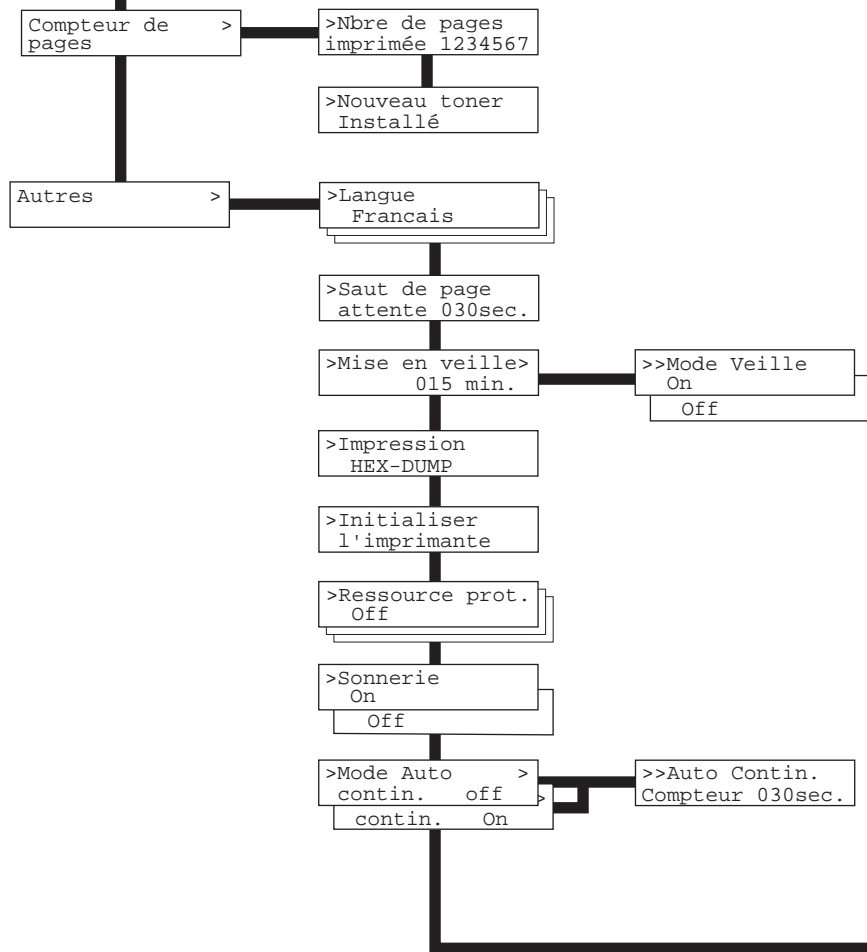 Compteur de >
pages
>Nbre de pages
imprimée 1234567
>Nouveau toner
Installé
Autres >
>Langue
Francais
>Saut de page
attente 030sec.
>Mise en veille>
015 min.
>>Mode Veille
On
Off
>Impression
HEX-DUMP
>Initialiser
l'imprimante
>Ressource prot.
Off
>Sonnerie
On
Off
>Mode Auto >
contin. off
>
contin. On
>>Auto Contin.
Compteur 030sec.